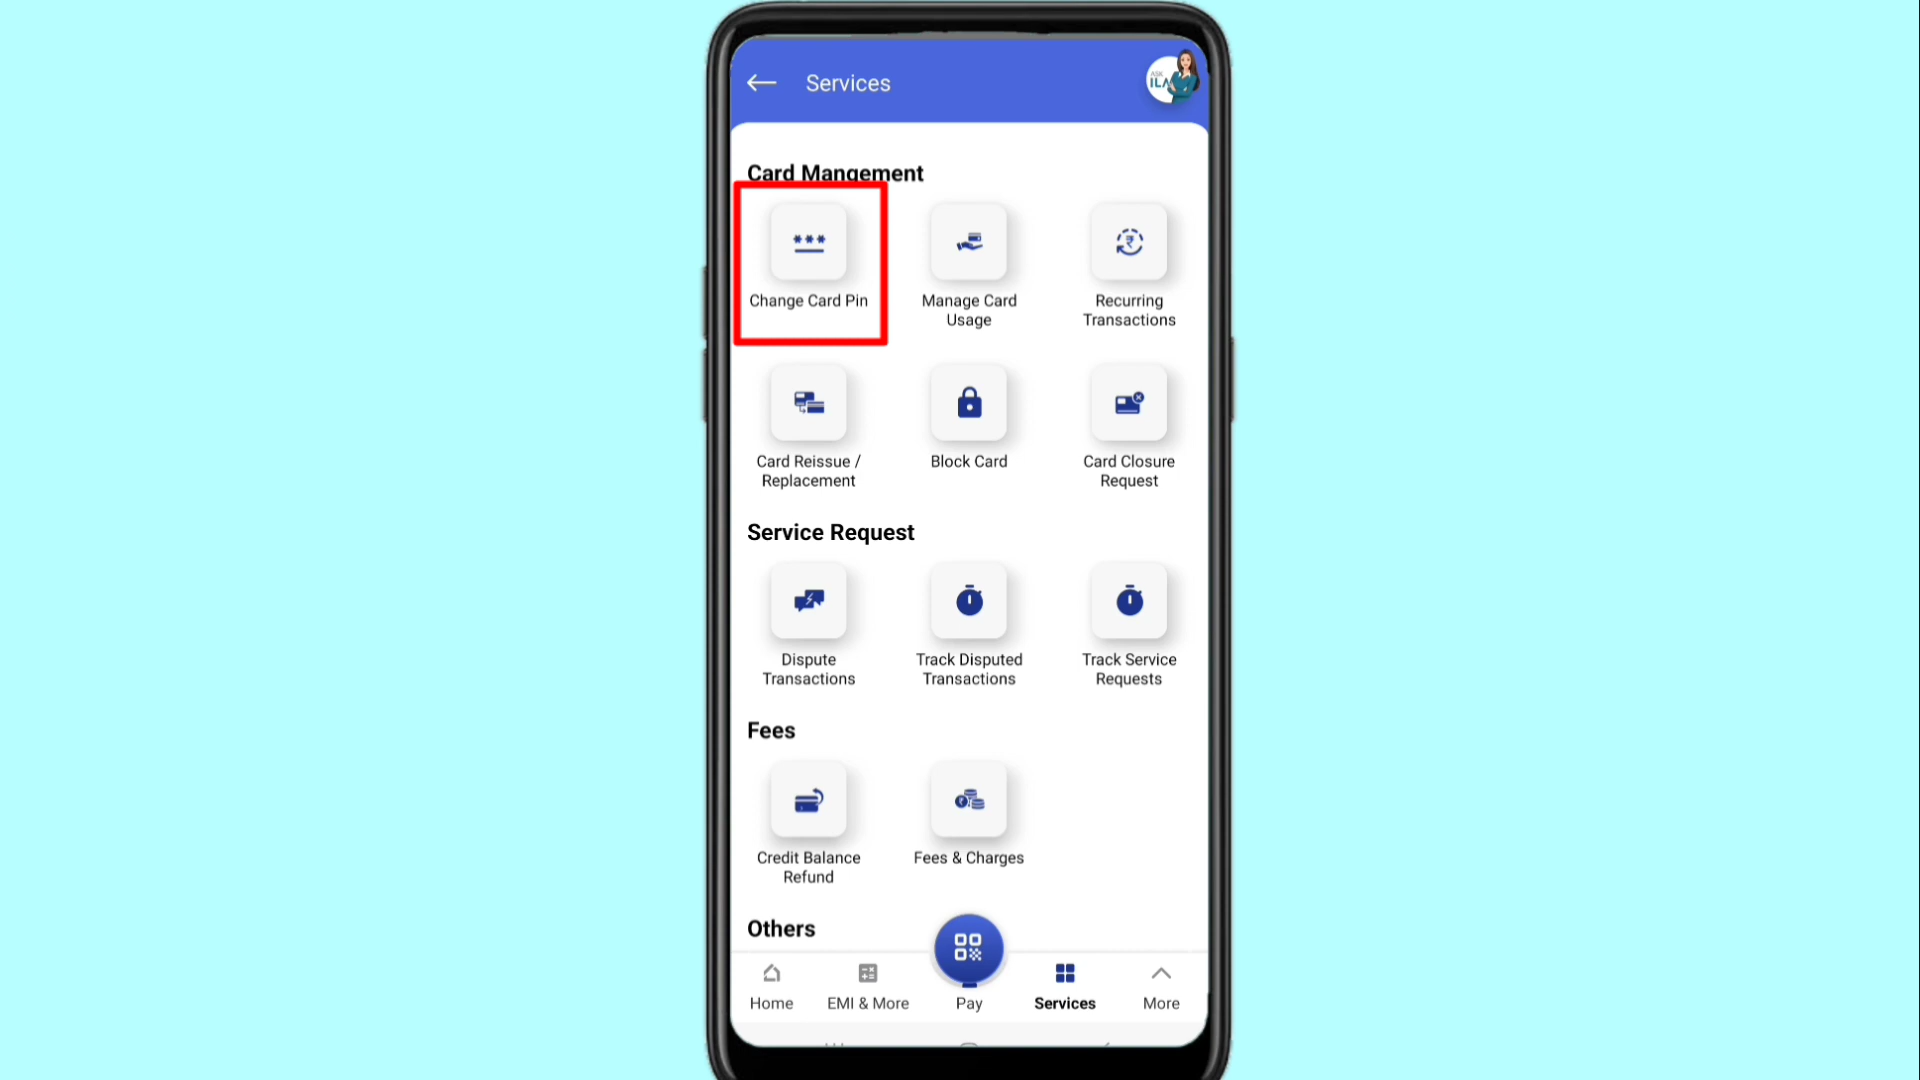 Services
ASK
ILA
Card Mangement
Change Card Pin
Manage Card
Usage
Recurring
Transactions
Card Reissue /
Replacement
Block Card
Card Closure
Request
Service Request
Dispute
Transactions
Track Disputed
Transactions
Track Service
Requests
Fees
Credit Balance
Refund
Fees & Charges
Others
Home
EMI & More
Pay
Services
More